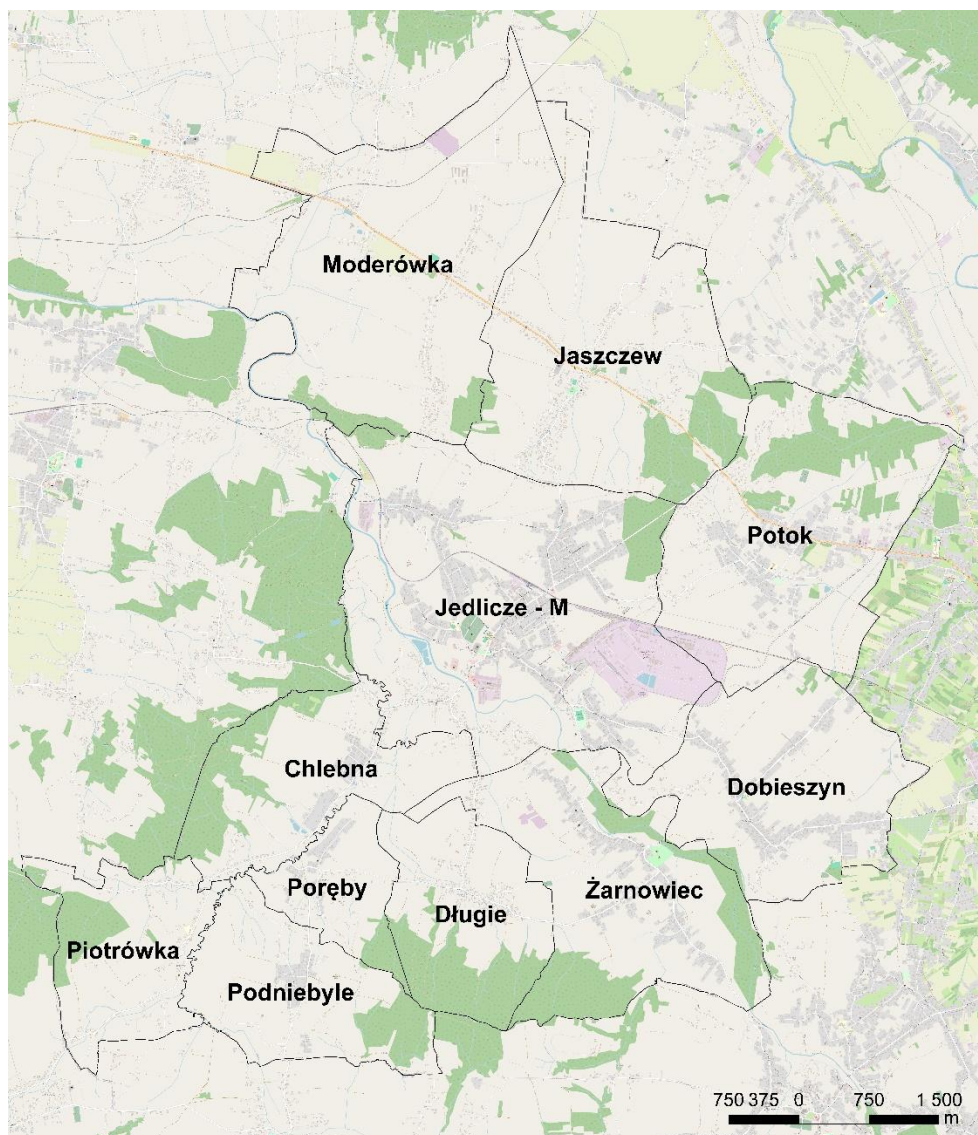 Moderówka
Jaszczew
Potok
Jedlicze - M
Chlebna
Dobieszyn
Poręby
Żarnowiec
Długie
Piotrówka
Podniebyle
750 375 0 750 1 500
m